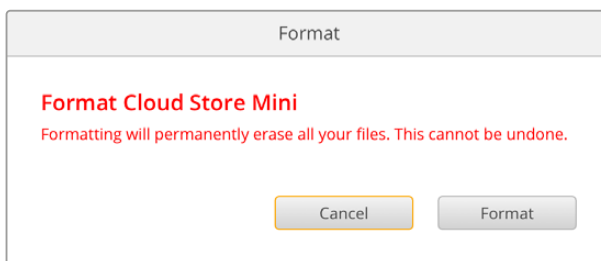 Format
Format Cloud Store Mini
Formatting will permanently erase all your files. This cannot be undone.
Cancel Format